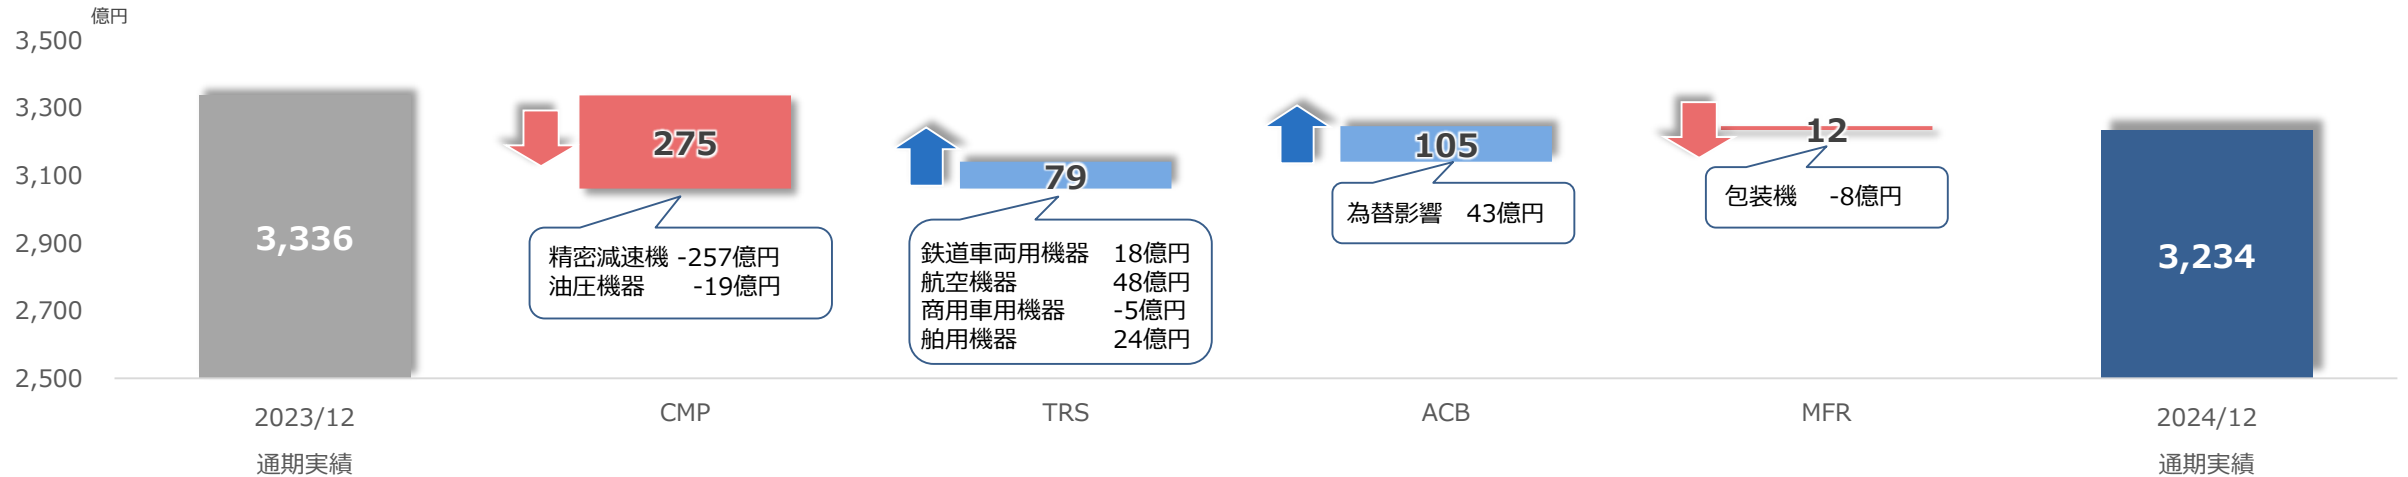 億円
3,500
3,300
3,100
2,900
2,700
2,500
3,336
275
精密減速機 -257億円
油圧機器 -19億円
79
鉄道車両用機器 18億円
航空機器 48億円
商用車用機器 -5億円
舶用機器 24億円
105
為替影響 43億円
12
包装機 -8億円
3,234
2023/12
通期実績
CMP
TRS
ACB
MFR
2024/12
通期実績